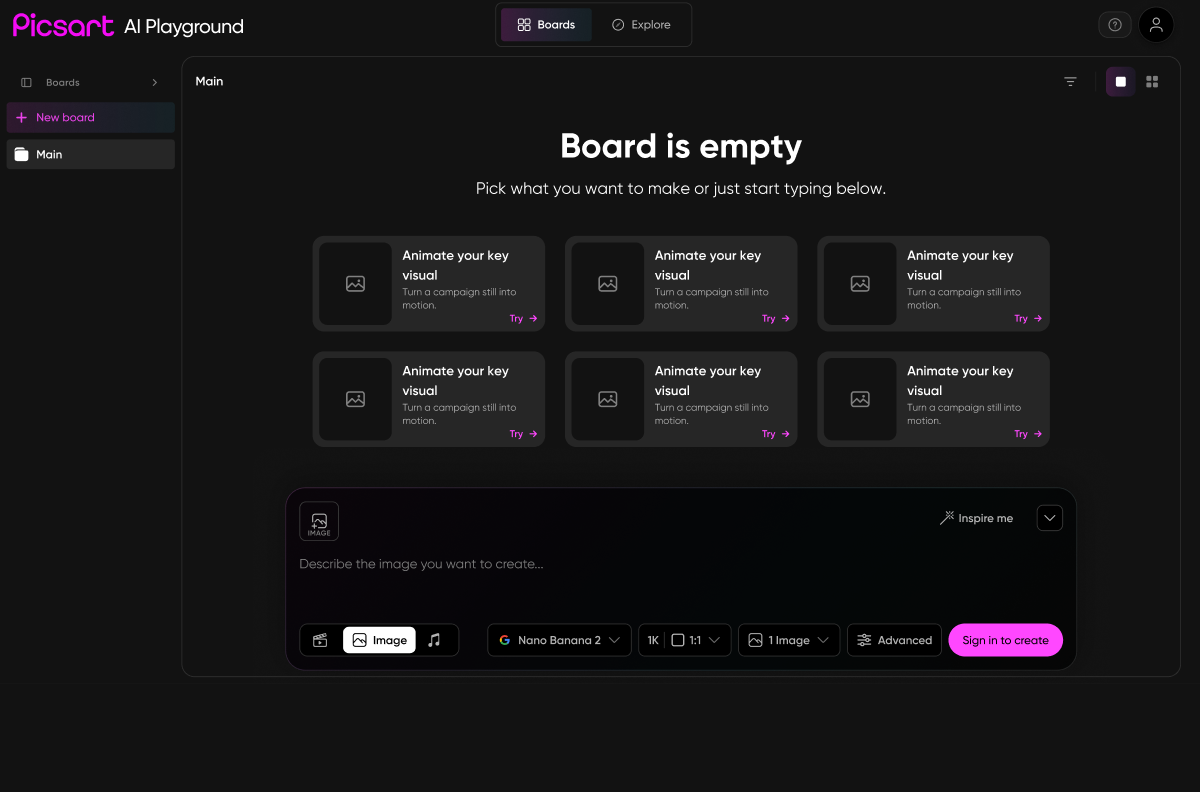 Picsart AI Playground
Boards
Explore
Boards
New board
Main
Main
Board is empty
Pick what you want to make or just start typing below.
Animate your key
visual
Turn a campaign still into
motion.
Try
Animate your key
visual
Turn a campaign still into
motion.
Try
Animate your key
visual
Turn a campaign still into
motion.
Try
Animate your key
visual
Turn a campaign still into
motion.
Try
Animate your key
visual
Turn a campaign still into
motion.
Try
Animate your key
visual
Turn a campaign still into
motion.
Try
IMAGE
Inspire me
Describe the image you want to create...
Image
Nano Banana 2
1K
1:1
1 Image
Advanced
Sign in to create